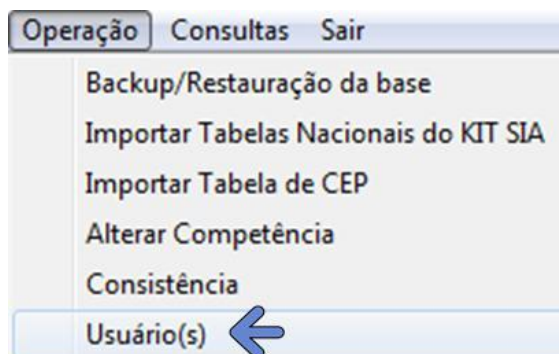 Operação Consultas Sair
Backup/Restauração da base
Importar Tabelas Nacionais do KIT SIA
Importar Tabela de CEP
Alterar Competência
Consistência
Usuário(s)